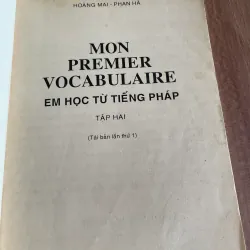 HOÀNG MAI - PHAN HÀ
MON
PREMIER
VOCABULAIRE
EM HỌC TỪ TIẾNG PHÁP
TẬP HAI
(Tái bản lần thứ 1)